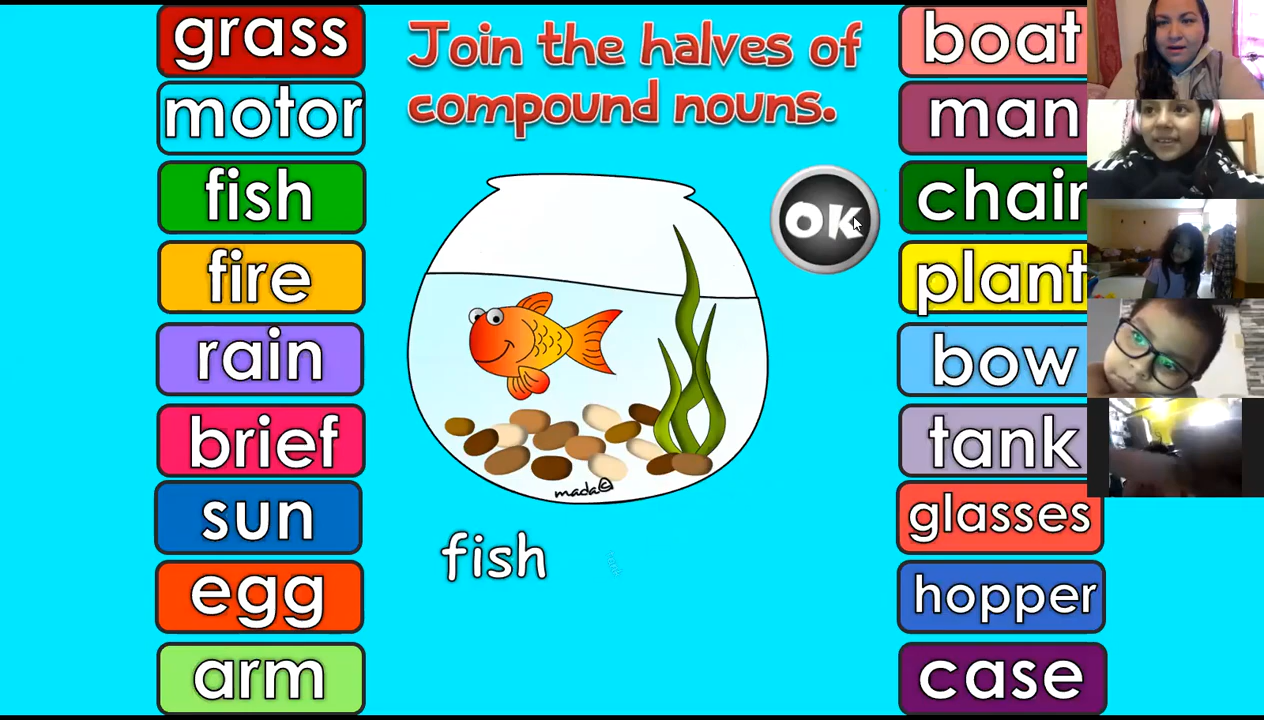 Join the halves of
compound nouns.
grass
motor
fish
fire
rain
brief
sun
egg
arm
OK
mada©
fish
boat
man
chair
plant
bow
tank
glasses
hopper
case